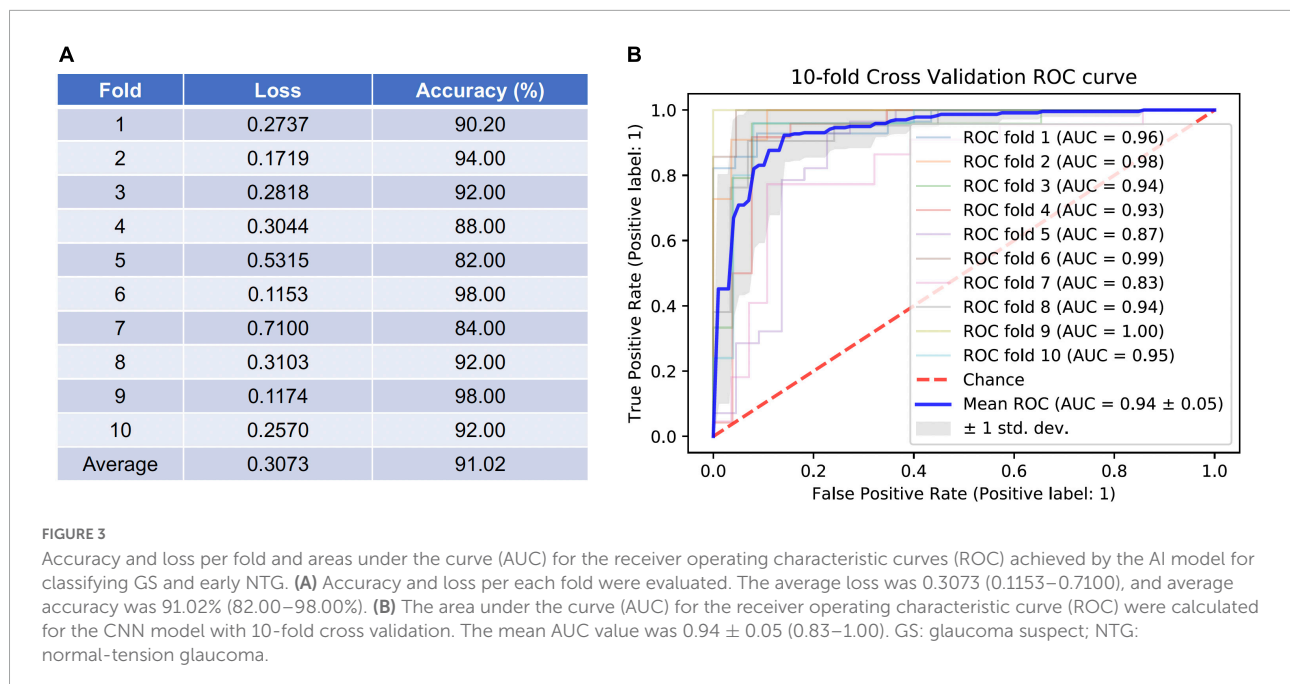 A
Fold Loss Accuracy (%)
1 0.2737 90.20
2 0.1719 94.00
3 0.2818 92.00
4 0.3044 88.00
5 0.5315 82.00
6 0.1153 98.00
7 0.7100 84.00
8 0.3103 92.00
9 0.1174 98.00
10 0.2570 92.00
Average 0.3073 91.02
B
10-fold Cross Validation ROC curve
True Positive Rate (Positive label: 1)
1.0
0.8
0.6
0.4
0.2
0.0
ROC fold 1 (AUC = 0.96)
ROC fold 2 (AUC = 0.98)
ROC fold 3 (AUC = 0.94)
ROC fold 4 (AUC = 0.93)
ROC fold 5 (AUC = 0.87)
ROC fold 6 (AUC = 0.99)
ROC fold 7 (AUC = 0.83)
ROC fold 8 (AUC = 0.94)
ROC fold 9 (AUC = 1.00)
ROC fold 10 (AUC = 0.95)
Chance
Mean ROC (AUC = 0.94 ± 0.05)
± 1 std. dev.
0.0 0.2 0.4 0.6 0.8 1.0
False Positive Rate (Positive label: 1)
FIGURE 3
Accuracy and loss per fold and areas under the curve (AUC) for the receiver operating characteristic curves (ROC) achieved by the AI model for
classifying GS and early NTG. (A) Accuracy and loss per each fold were evaluated. The average loss was 0.3073 (0.1153–0.7100), and average
accuracy was 91.02% (82.00–98.00%). (B) The area under the curve (AUC) for the receiver operating characteristic curve (ROC) were calculated
for the CNN model with 10-fold cross validation. The mean AUC value was 0.94 ± 0.05 (0.83–1.00). GS: glaucoma suspect; NTG:
normal-tension glaucoma.